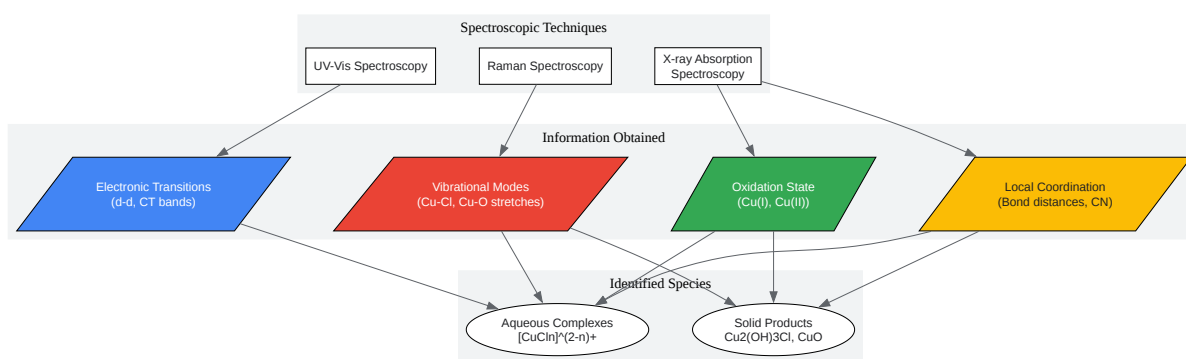 Spectroscopic Techniques
UV-Vis Spectroscopy
Raman Spectroscopy
X-ray Absorption
Spectroscopy
Information Obtained
Electronic Transitions
(d-d, CT bands)
Vibrational Modes
(Cu-Cl, Cu-O stretches)
Oxidation State
(Cu(I), Cu(II))
Local Coordination
(Bond distances, CN)
Identified Species
Aqueous Complexes
[CuCln]^(2-n)+
Solid Products
Cu2(OH)3Cl, CuO